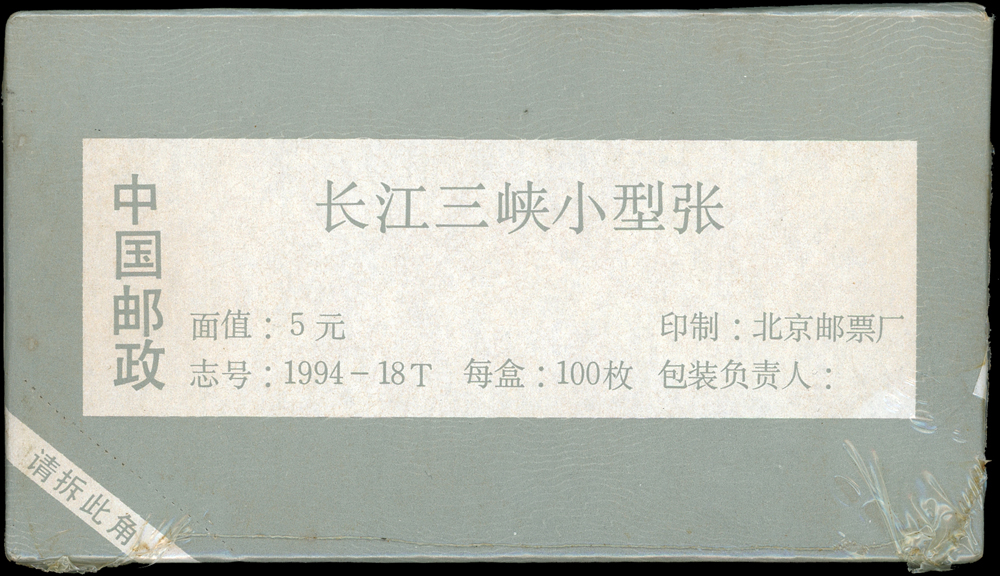 中国邮政
长江三峡小型张
面值：5元
印制：北京邮票厂
志号：1994－18T 每盒：100枚 包装负责人：
请拆此角